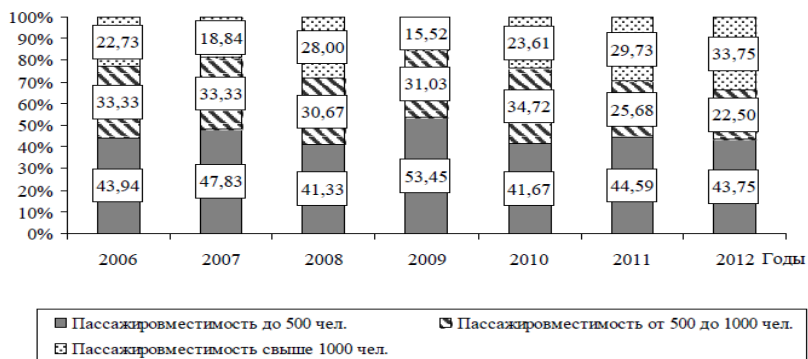 100%
90%
80%
70%
60%
50%
40%
30%
20%
10%
0%
22,73 18,84 28,00 15,52 23,61 29,73 33,75
33,33 33,33 30,67 31,03 34,72 25,68 22,50
43,94 47,83 41,33 53,45 41,67 44,59 43,75
2006 2007 2008 2009 2010 2011 2012 Годы
Пассажировместимость до 500 чел. Пассажировместимость от 500 до 1000 чел.
Пассажировместимость свыше 1000 чел.